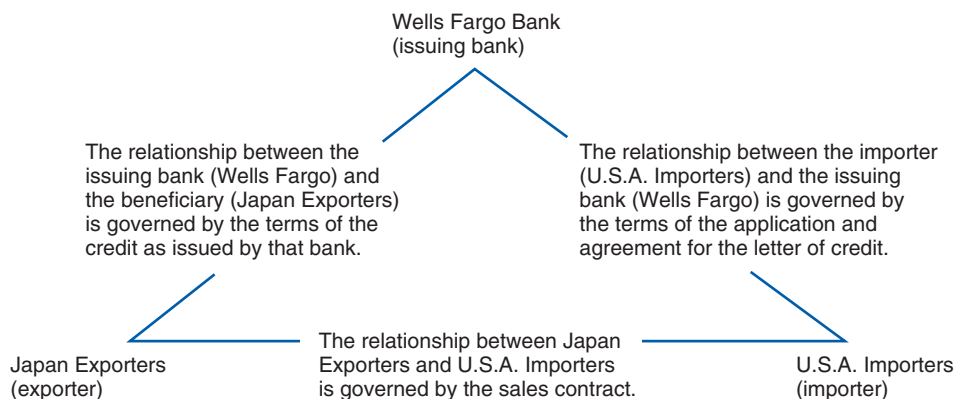 Wells Fargo Bank
(issuing bank)
The relationship between the
issuing bank (Wells Fargo) and
the beneficiary (Japan Exporters)
is governed by the terms of the
credit as issued by that bank.
The relationship between the importer
(U.S.A. Importers) and the issuing
bank (Wells Fargo) is governed by
the terms of the application and
agreement for the letter of credit.
Japan Exporters
(exporter)
The relationship between Japan
Exporters and U.S.A. Importers
is governed by the sales contract.
U.S.A. Importers
(importer)